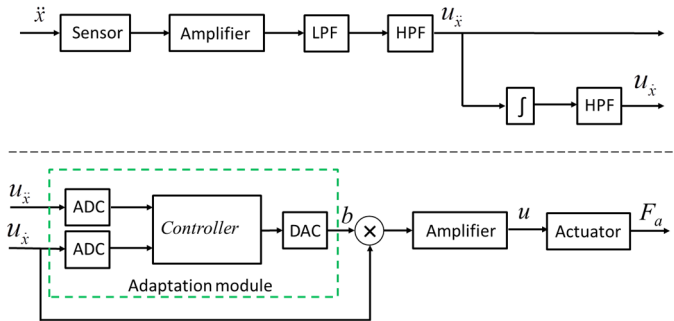 ẍ
u_ẍ
Sensor
Amplifier
LPF
HPF
u_ẋ
∫
HPF
u_ẍ
ADC
u_ẋ
ADC
Controller
DAC
b
×
Amplifier
u
Actuator
F_a
Adaptation module